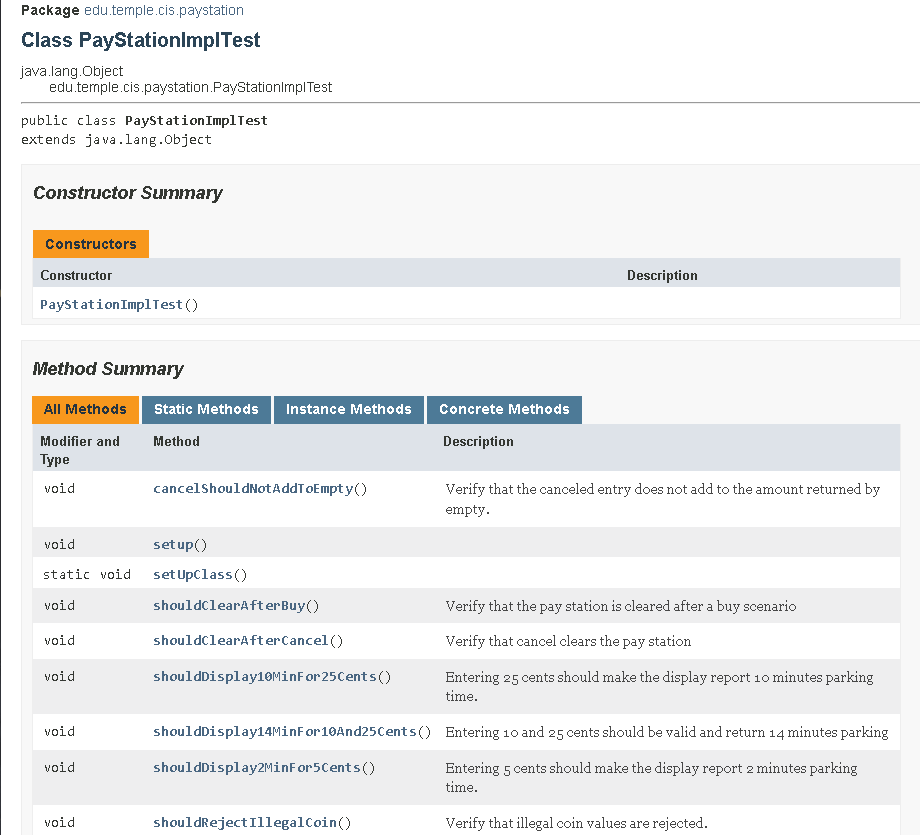 Package edu.temple.cis.paystation
Class PayStationImplTest
java.lang.Object
edu.temple.cis.paystation.PayStationImplTest
public class PayStationImplTest
extends java.lang.Object
Constructor Summary
Constructors
Constructor Description
PayStationImplTest()
Method Summary
All Methods Static Methods Instance Methods Concrete Methods
Modifier and Type Method Description
void cancelShouldNotAddToEmpty() Verify that the canceled entry does not add to the amount returned by
empty.
void setup()
static void setUpClass()
void shouldClearAfterBuy() Verify that the pay station is cleared after a buy scenario
void shouldClearAfterCancel() Verify that cancel clears the pay station
void shouldDisplay10MinFor25Cents() Entering 25 cents should make the display report 10 minutes parking
time.
void shouldDisplay14MinFor10And25Cents() Entering 10 and 25 cents should be valid and return 14 minutes parking
void shouldDisplay2MinFor5Cents() Entering 5 cents should make the display report 2 minutes parking
time.
void shouldRejectIllegalCoin() Verify that illegal coin values are rejected.